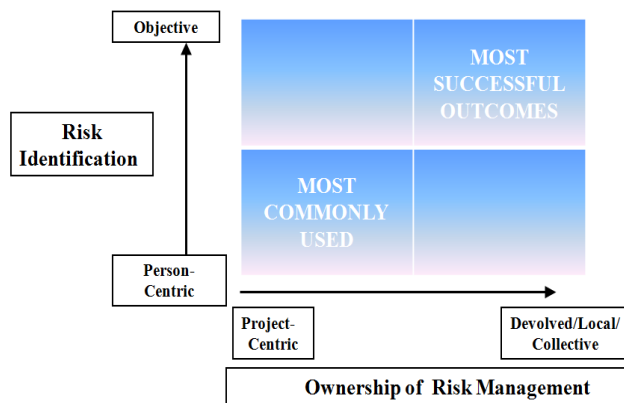 Objective
MOST
SUCCESSFUL
OUTCOMES
Risk
Identification
MOST
COMMONLY
USED
Person-
Centric
Project-
Centric
Devolved/Local/
Collective
Ownership of Risk Management